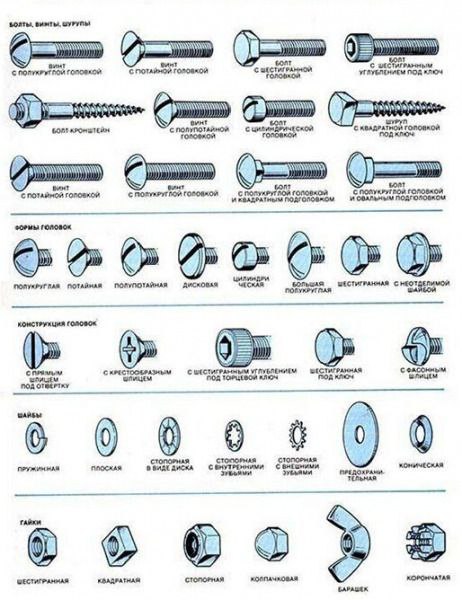 БОЛТЫ, ВИНТЫ, ШУРУПЫ
ВИНТ
С ПОЛУКРУГЛОЙ ГОЛОВКОЙ
ВИНТ
С ПОТАЙНОЙ ГОЛОВКОЙ
БОЛТ
С ШЕСТИГРАННОЙ
ГОЛОВКОЙ
БОЛТ
С ШЕСТИГРАННЫМ
УГЛУБЛЕНИЕМ ПОД КЛЮЧ
БОЛТ-КРОНШТЕЙН
ВИНТ
С ПОЛУПОТАЙНОЙ
ГОЛОВКОЙ
БОЛТ
С ЦИЛИНДРИЧЕСКОЙ
ГОЛОВКОЙ
ШУРУП
С КВАДРАТНОЙ ГОЛОВКОЙ
ПОД КЛЮЧ
ВИНТ
С ПОТАЙНОЙ ГОЛОВКОЙ
ВИНТ
С ПОЛУКРУГЛОЙ ГОЛОВКОЙ
БОЛТ
С ПОЛУКРУГЛОЙ ГОЛОВКОЙ
И КВАДРАТНЫМ ПОДГОЛОВКОМ
БОЛТ
С ПОЛУКРУГЛОЙ ГОЛОВКОЙ
И ОВАЛЬНЫМ ПОДГОЛОВКОМ
ФОРМЫ ГОЛОВОК
ПОЛУКРУГЛАЯ
ПОТАЙНАЯ
ПОЛУПОТАЙНАЯ
ДИСКОВАЯ
ЦИЛИНДРИ
ЧЕСКАЯ
БОЛЬШАЯ
ПОЛУКРУГЛАЯ
ШЕСТИГРАННАЯ
С НЕОТДЕЛИМОЙ
ШАЙБОЙ
КОНСТРУКЦИЯ ГОЛОВОК
С ПРЯМЫМ
ШЛИЦЕМ
ПОД ОТВЕРТКУ
С КРЕСТООБРАЗНЫМ
ШЛИЦЕМ
С ШЕСТИГРАННЫМ УГЛУБЛЕНИЕМ
ПОД ТОРЦЕВОЙ КЛЮЧ
ШЕСТИГРАННАЯ
ПОД КЛЮЧ
С ФАСОННЫМ
ШЛИЦЕМ
ШАЙБЫ
ПРУЖИННАЯ
ПЛОСКАЯ
СТОПОРНАЯ
В ВИДЕ ДИСКА
СТОПОРНАЯ
С ВНУТРЕННИМИ
ЗУБЬЯМИ
СТОПОРНАЯ
С ВНЕШНИМИ
ЗУБЬЯМИ
ПРЕДОХРАНИ-
ТЕЛЬНАЯ
КОНИЧЕСКАЯ
ГАЙКИ
ШЕСТИГРАННАЯ
КВАДРАТНАЯ
СТОПОРНАЯ
КОЛПАЧКОВАЯ
БАРАШЕК
КОРОНЧАТАЯ